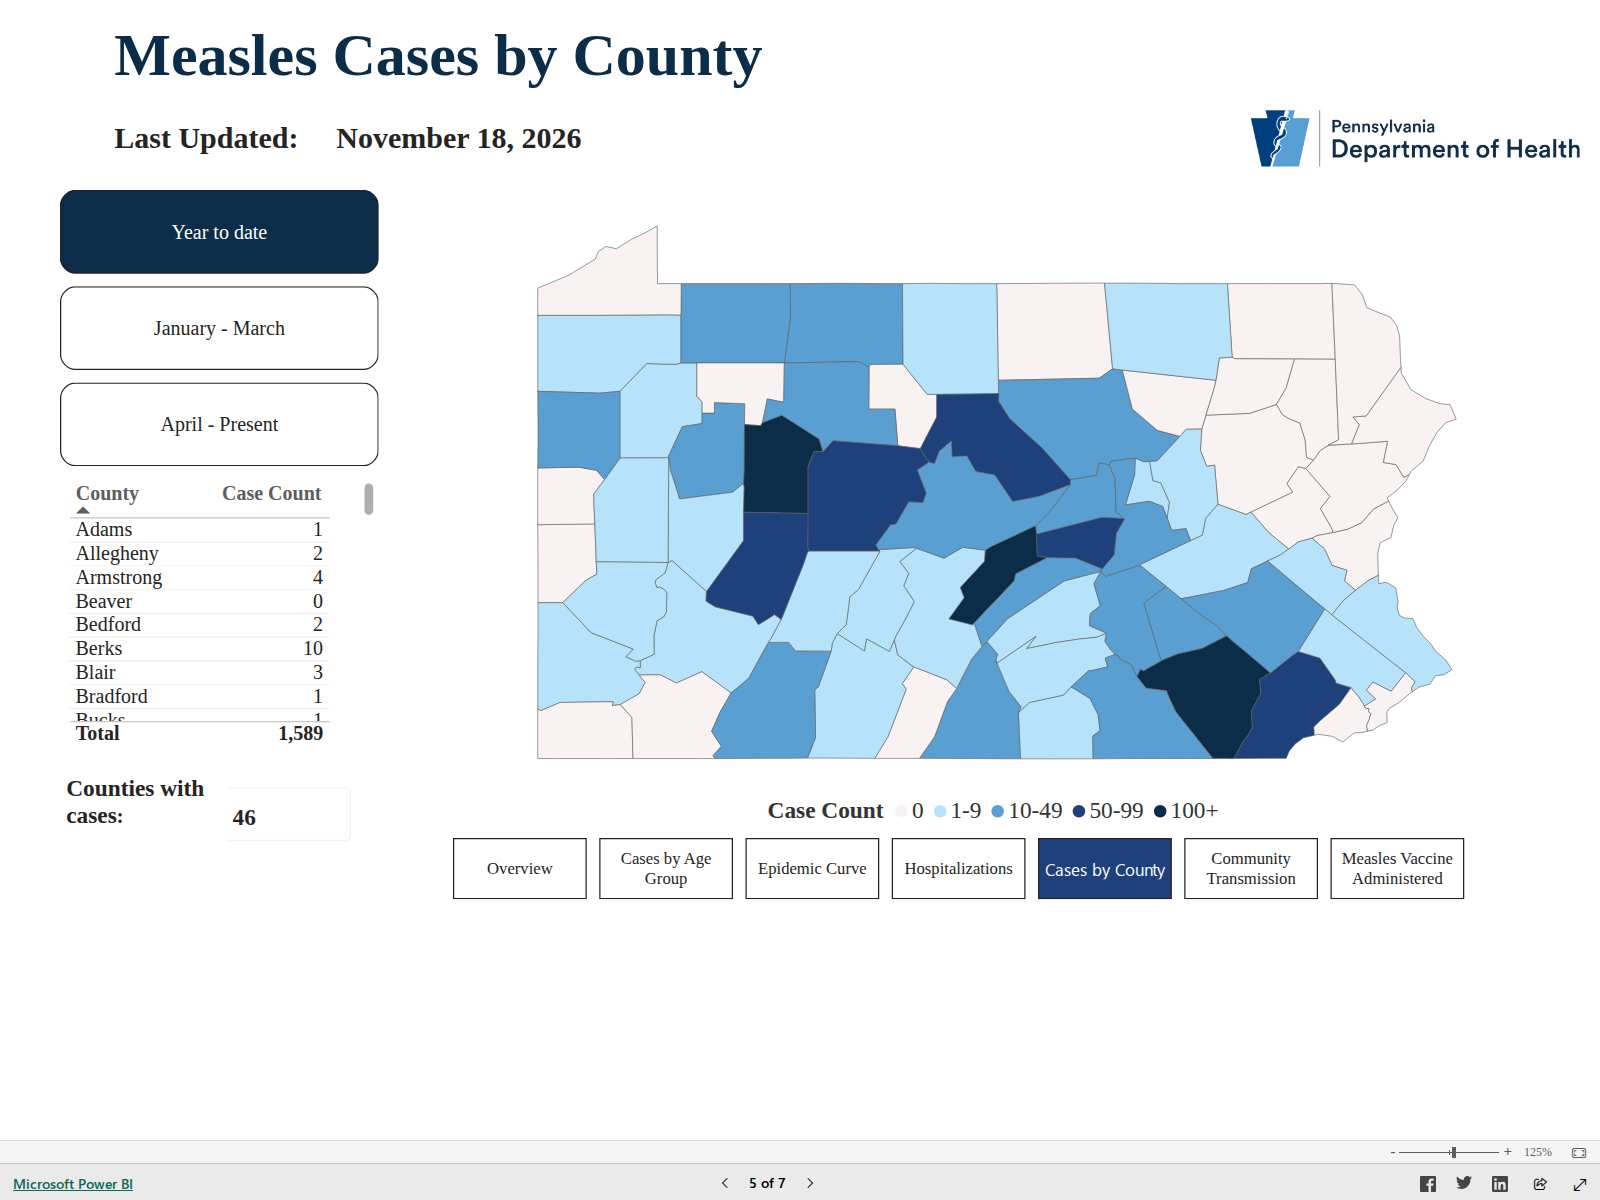 Measles Cases by County
Last Updated: November 18, 2026
Pennsylvania
Department of Health
Year to date
January - March
April - Present
County Case Count
Adams 1
Allegheny 2
Armstrong 4
Beaver 0
Bedford 2
Berks 10
Blair 3
Bradford 1
Bucks 1
Total 1,589
Counties with
cases:
46
Case Count 0 1-9 10-49 50-99 100+
Overview
Cases by Age
Group
Epidemic Curve
Hospitalizations
Cases by County
Community
Transmission
Measles Vaccine
Administered
- + 125%
Microsoft Power BI
5 of 7